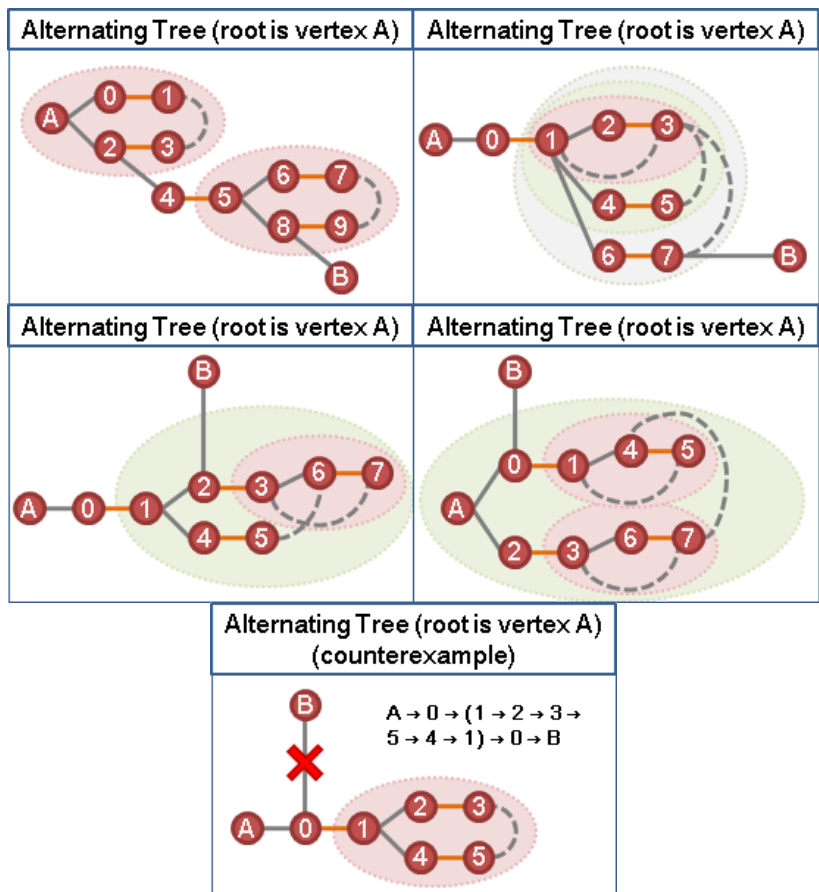 Alternating Tree (root is vertex A)
Alternating Tree (root is vertex A)
0 1
A
2 3
4 5
6 7
8 9
B
A 0 1
2 3
4 5
6 7 B
Alternating Tree (root is vertex A)
Alternating Tree (root is vertex A)
B
A 0 1
2 3
6 7
4 5
B
A
0 1
4 5
2 3
6 7
Alternating Tree (root is vertex A)
(counterexample)
B
A → 0 → (1 → 2 → 3 →
5 → 4 → 1) → 0 → B
A 0 1
2 3
4 5